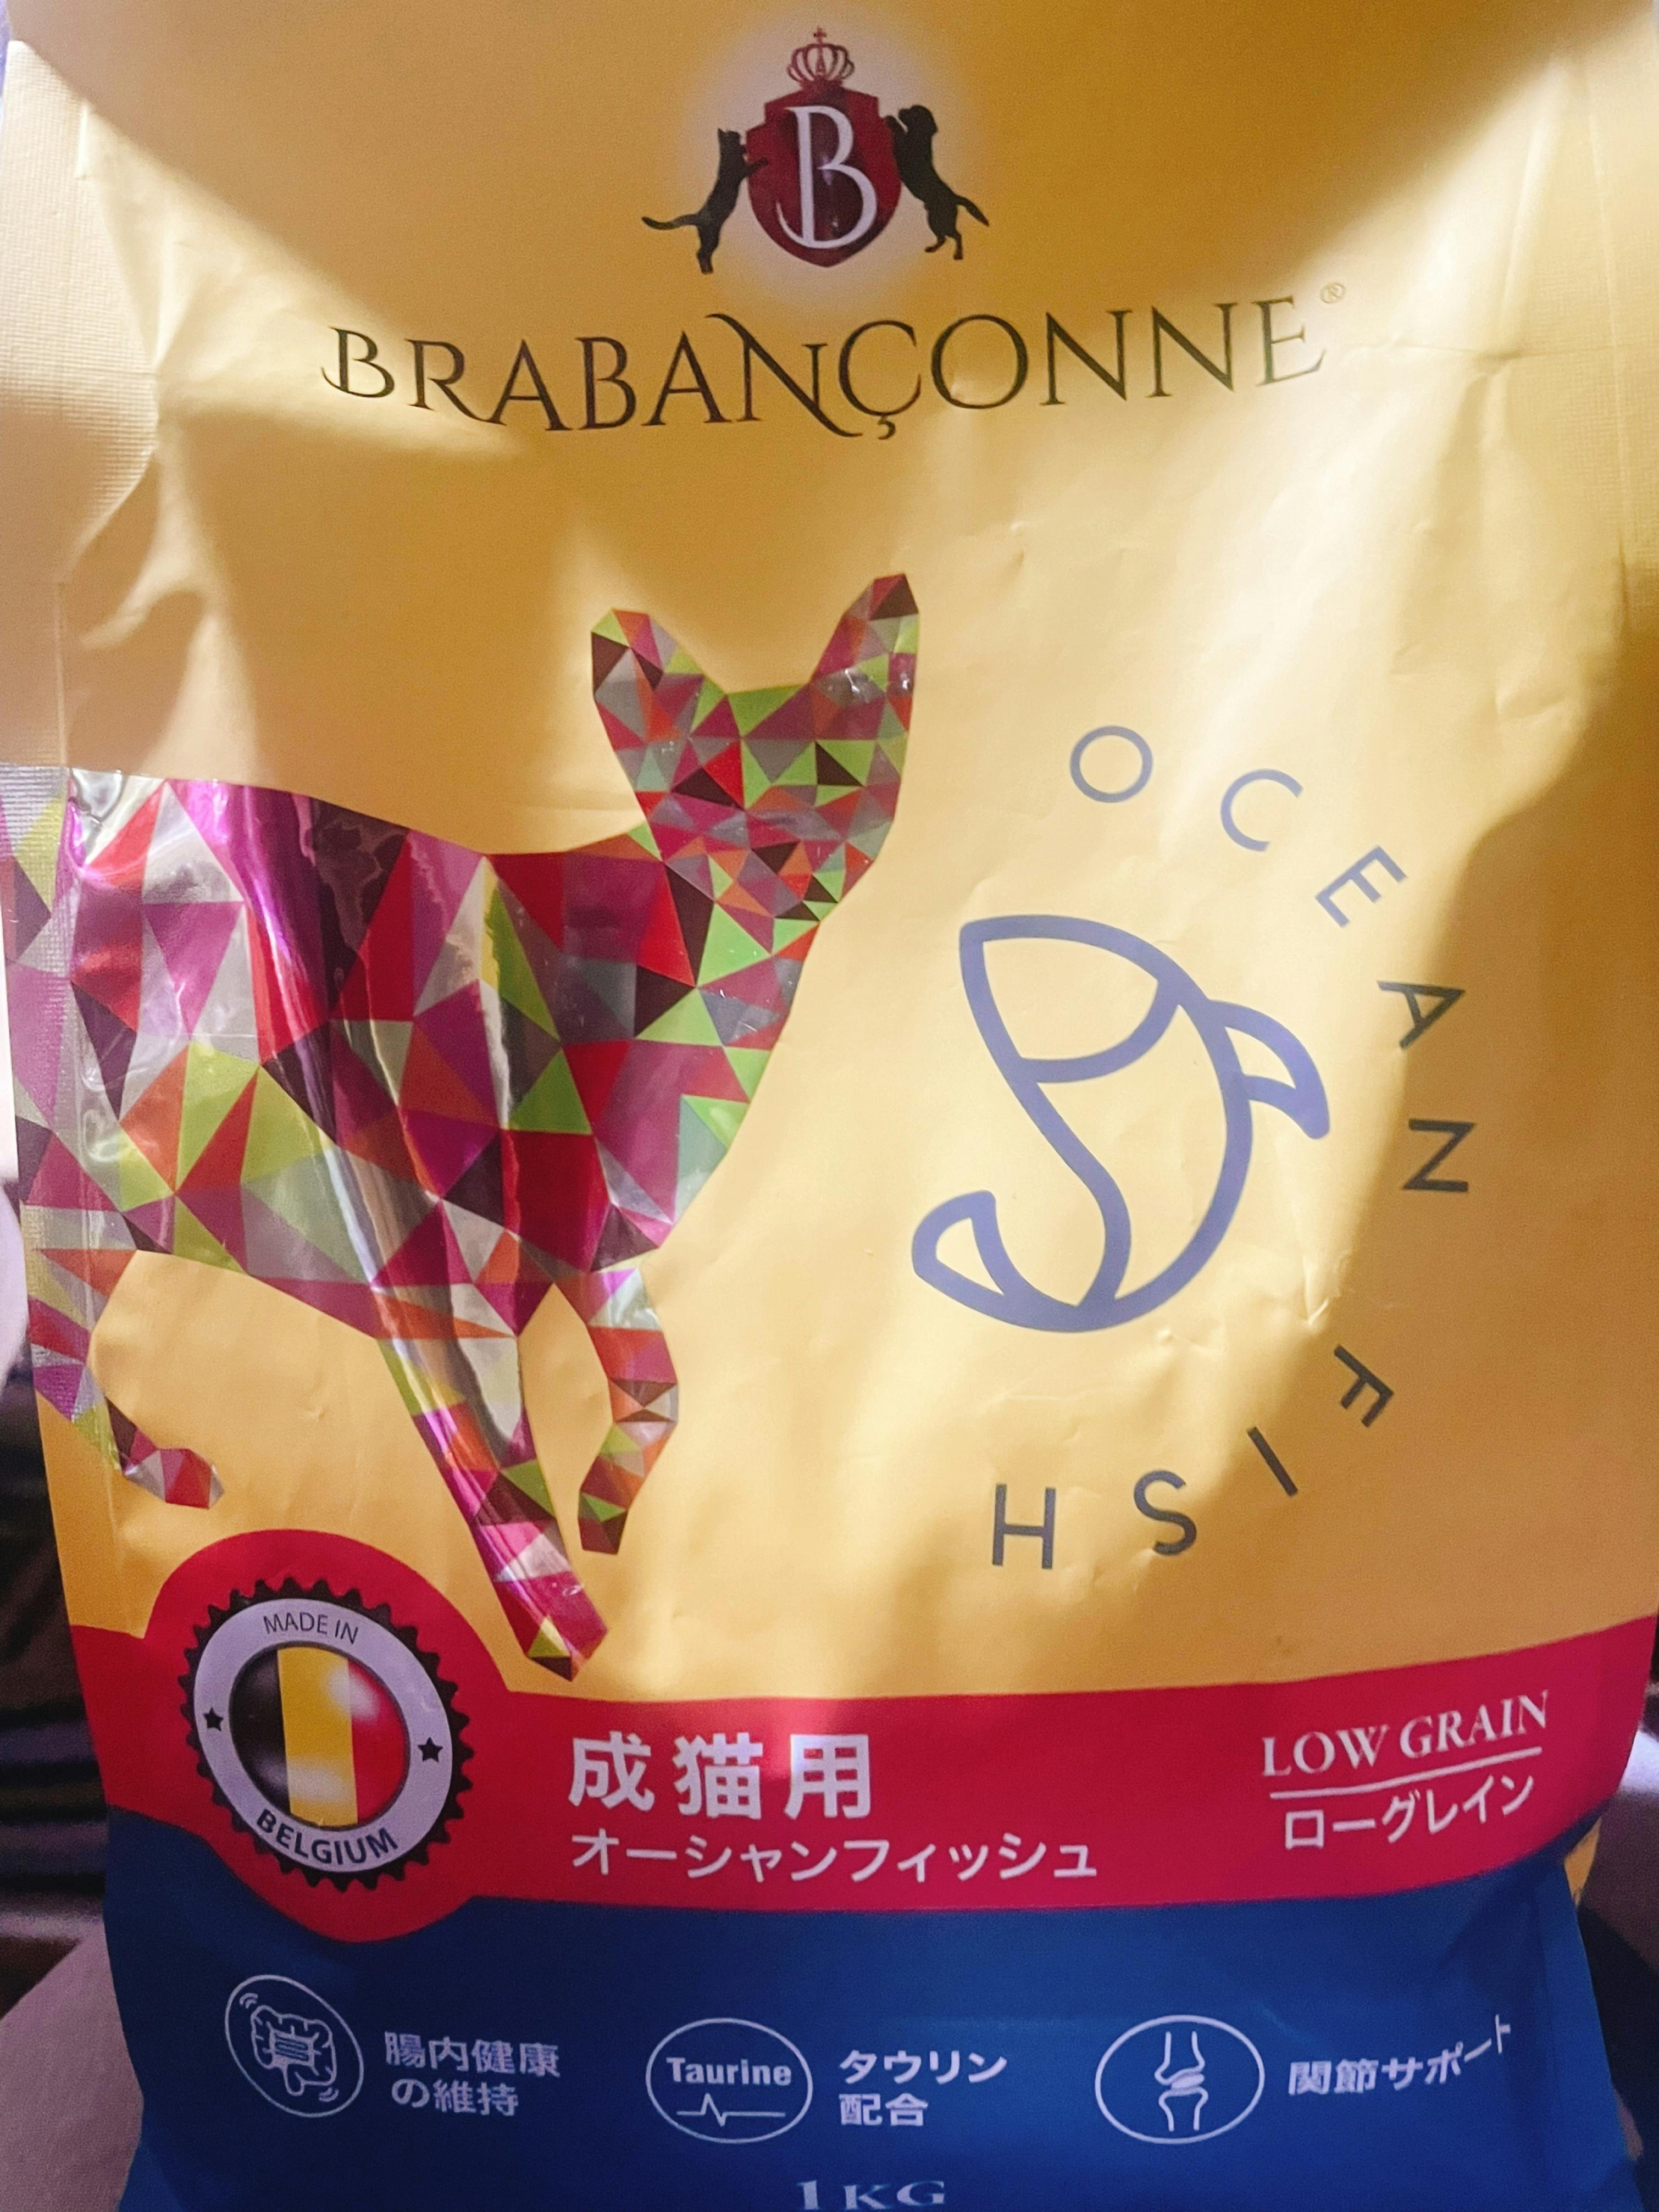 B
BRABANÇONNE®
OCEAN FISH
MADE IN
BELGIUM
成猫用
オーシャンフィッシュ
LOW GRAIN
ローグレイン
腸内健康
の維持
Taurine
タウリン
配合
関節サポート
1KG